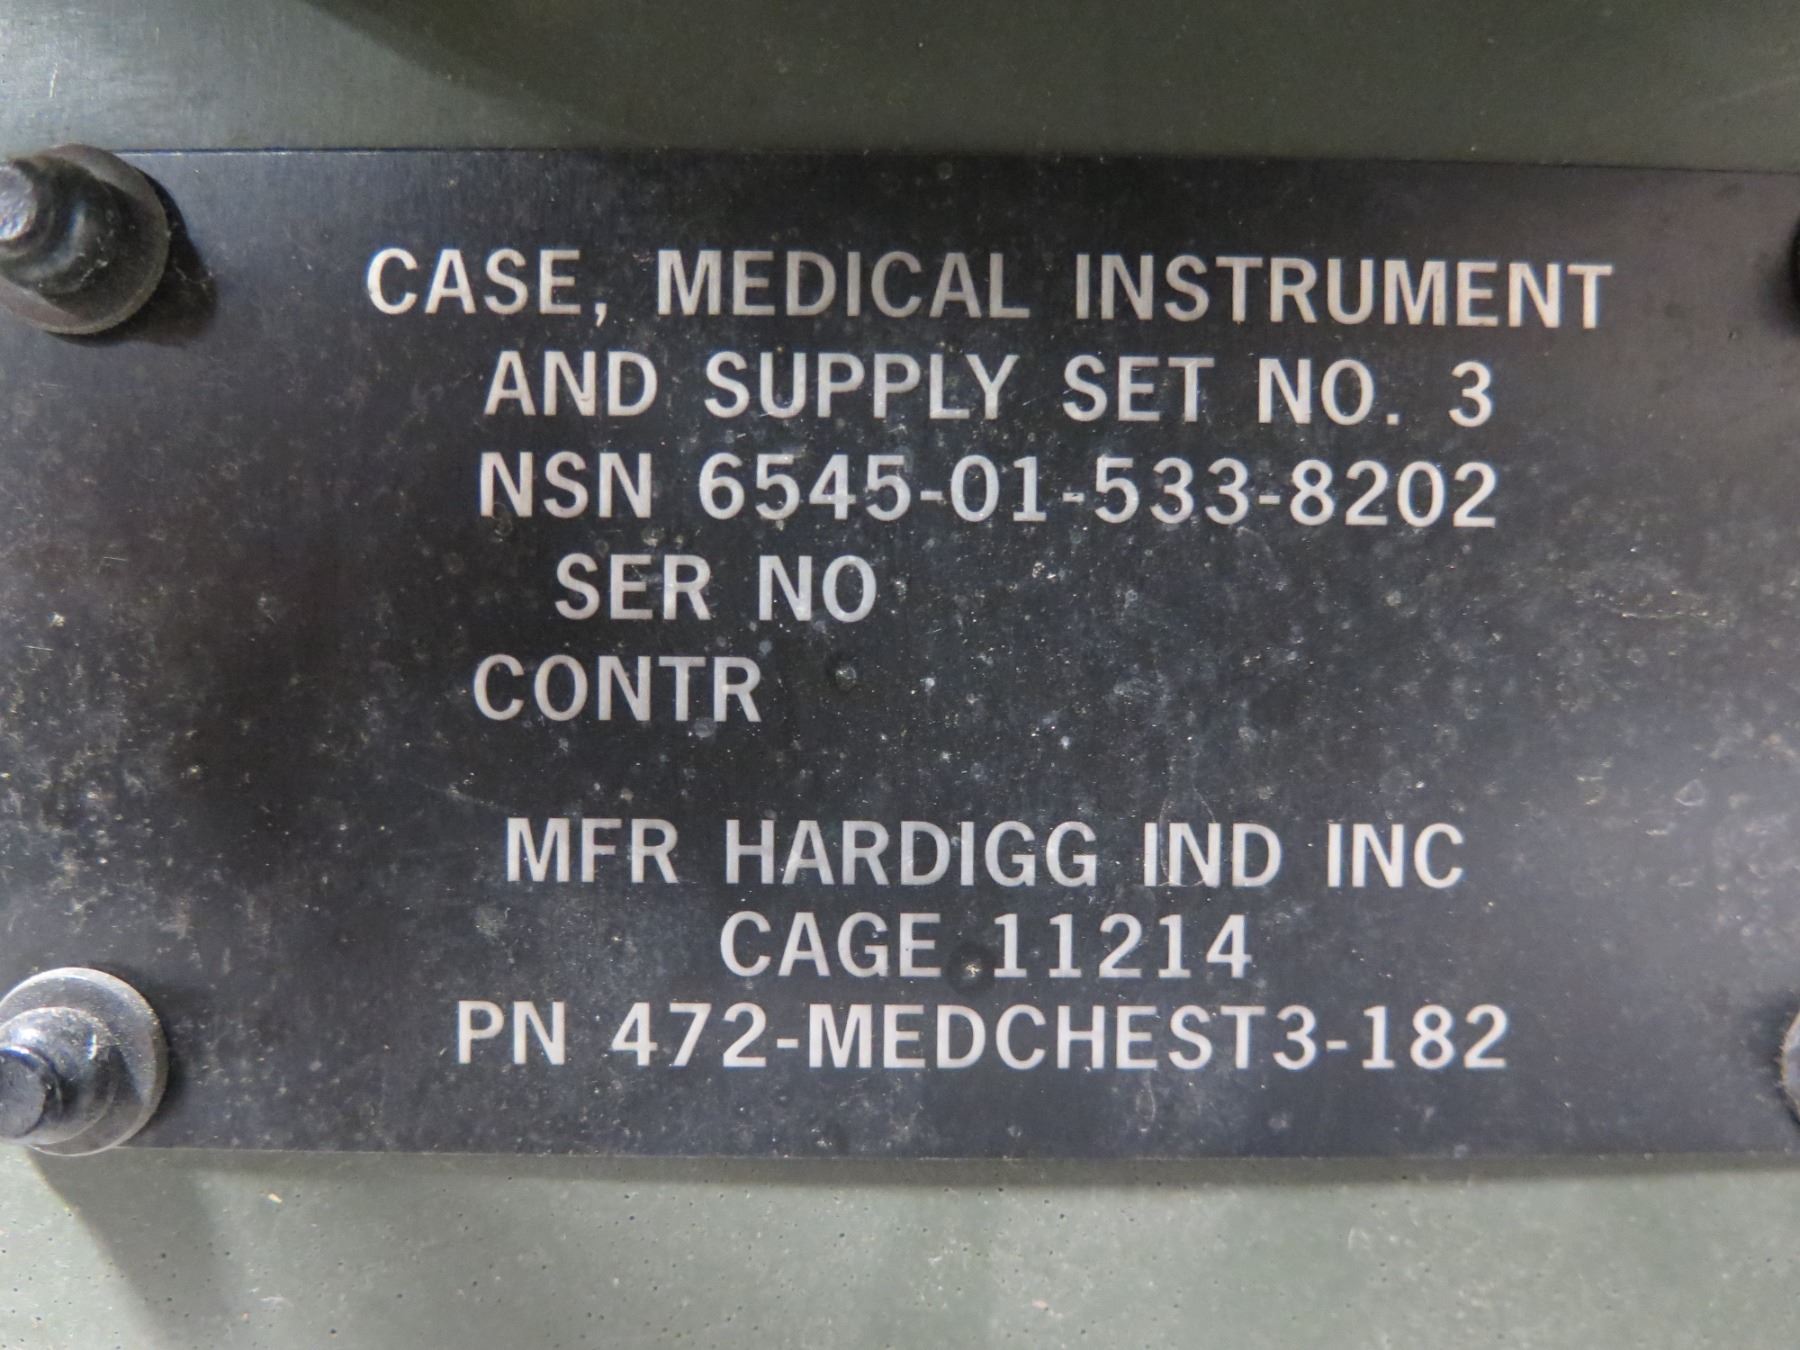 CASE, MEDICAL INSTRUMENT
AND SUPPLY SET NO. 3
NSN 6545-01-533-8202
SER NO
CONTR
MFR HARDIGG IND INC
CAGE 11214
PN 472-MEDCHEST3-182